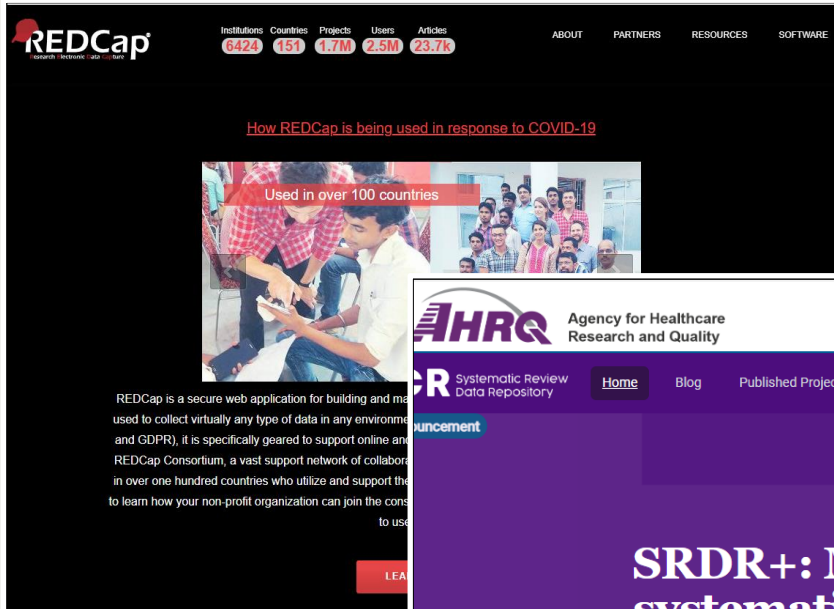 REDCap
Research Electronic Data Capture
Institutions Countries Projects Users Articles
6424 151 1.7M 2.5M 23.7k
ABOUT PARTNERS RESOURCES SOFTWARE
How REDCap is being used in response to COVID-19
Used in over 100 countries
REDCap is a secure web application for building and ma
used to collect virtually any type of data in any environme
and GDPR), it is specifically geared to support online and
REDCap Consortium, a vast support network of collabora
in over one hundred countries who utilize and support the
to learn how your non-profit organization can join the cons
to use
LEA
AHRQ
Agency for Healthcare
Research and Quality
CR Systematic Review
Data Repository
Home Blog Published Projec
ouncement
SRDR+:
systemat